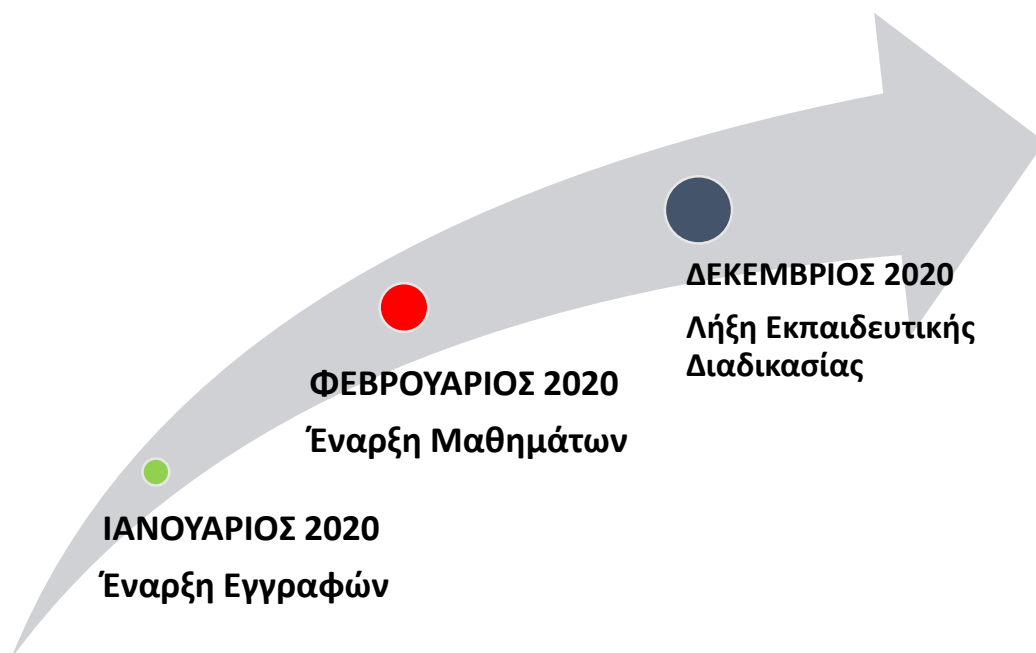 ΔΕΚΕΜΒΡΙΟΣ 2020
Λήξη Εκπαιδευτικής
Διαδικασίας
ΦΕΒΡΟΥΑΡΙΟΣ 2020
Έναρξη Μαθημάτων
ΙΑΝΟΥΑΡΙΟΣ 2020
Έναρξη Εγγραφών